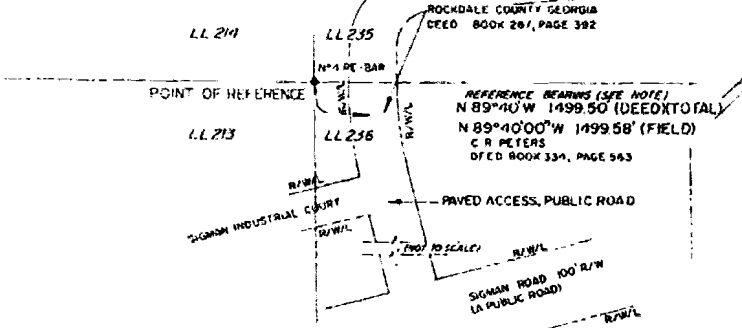 ROCKDALE COUNTY GEORGIA
DEED BOOK 267, PAGE 392
LL 214
LL 235
Nº4 RE-BAR
POINT OF REFERENCE
R/W/L
R/W/L
REFERENCE BEARING (SEE NOTE)
N 89°40'W 1499.50' (DEED)(TOTAL)
N 89°40'00"W 1499.58' (FIELD)
C R PETERS
DEED BOOK 334, PAGE 563
LL 213
LL 236
R/W/L
SIGMAN INDUSTRIAL COURT
PAVED ACCESS, PUBLIC ROAD
R/W/L
(NOT TO SCALE)
R/W/L
SIGMAN ROAD 100' R/W
(A PUBLIC ROAD)
R/W/L